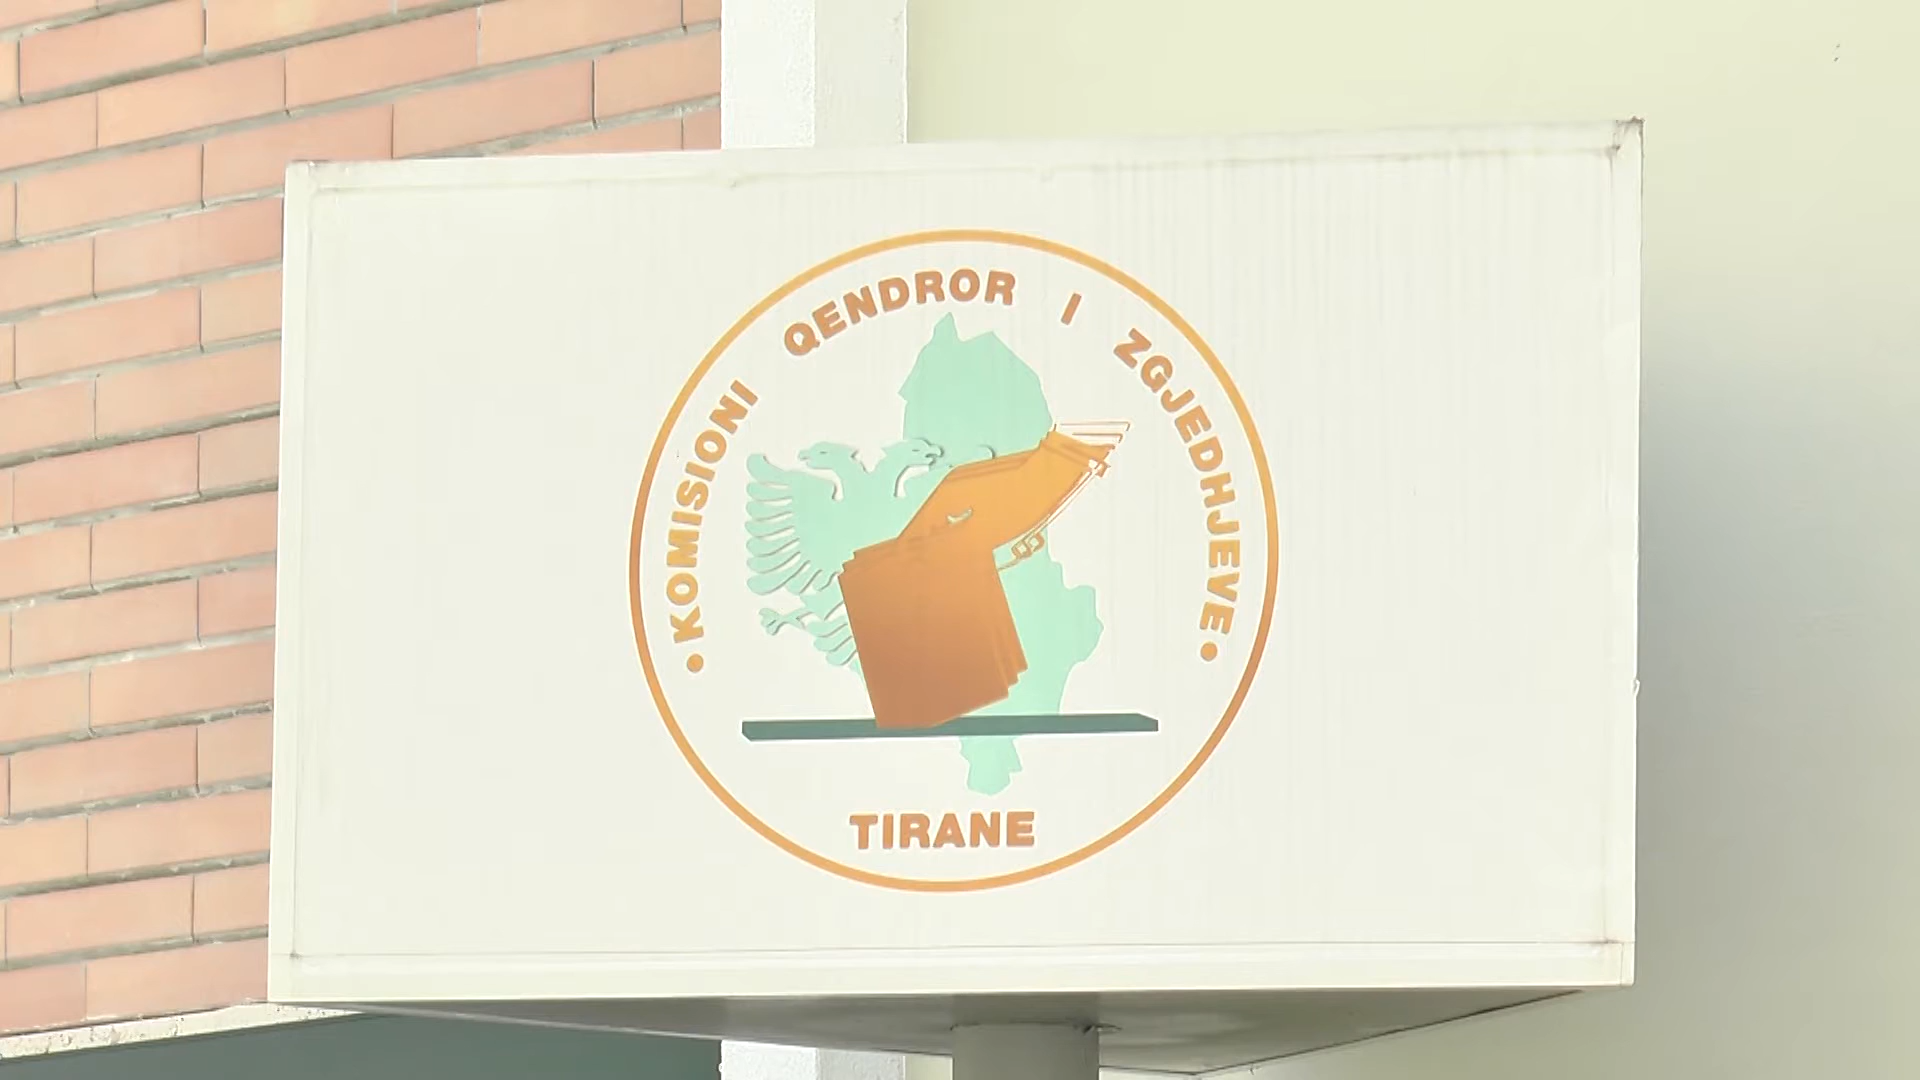 • KOMISIONI QENDROR I ZGJEDHJEVE •
TIRANE